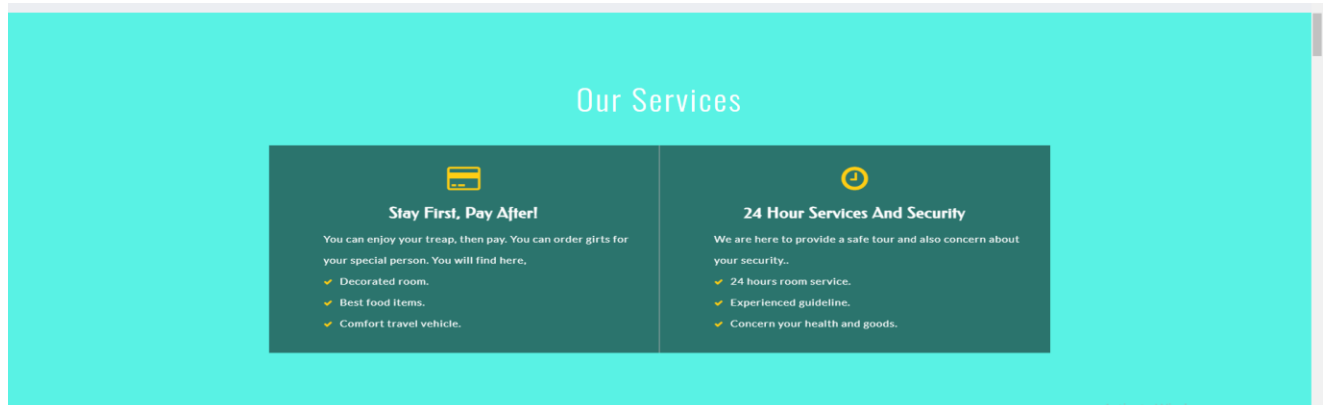 Our Services
Stay First, Pay After!
You can enjoy your treap, then pay. You can order girts for
your special person. You will find here,
Decorated room.
Best food items.
Comfort travel vehicle.
24 Hour Services And Security
We are here to provide a safe tour and also concern about
your security..
24 hours room service.
Experienced guideline.
Concern your health and goods.